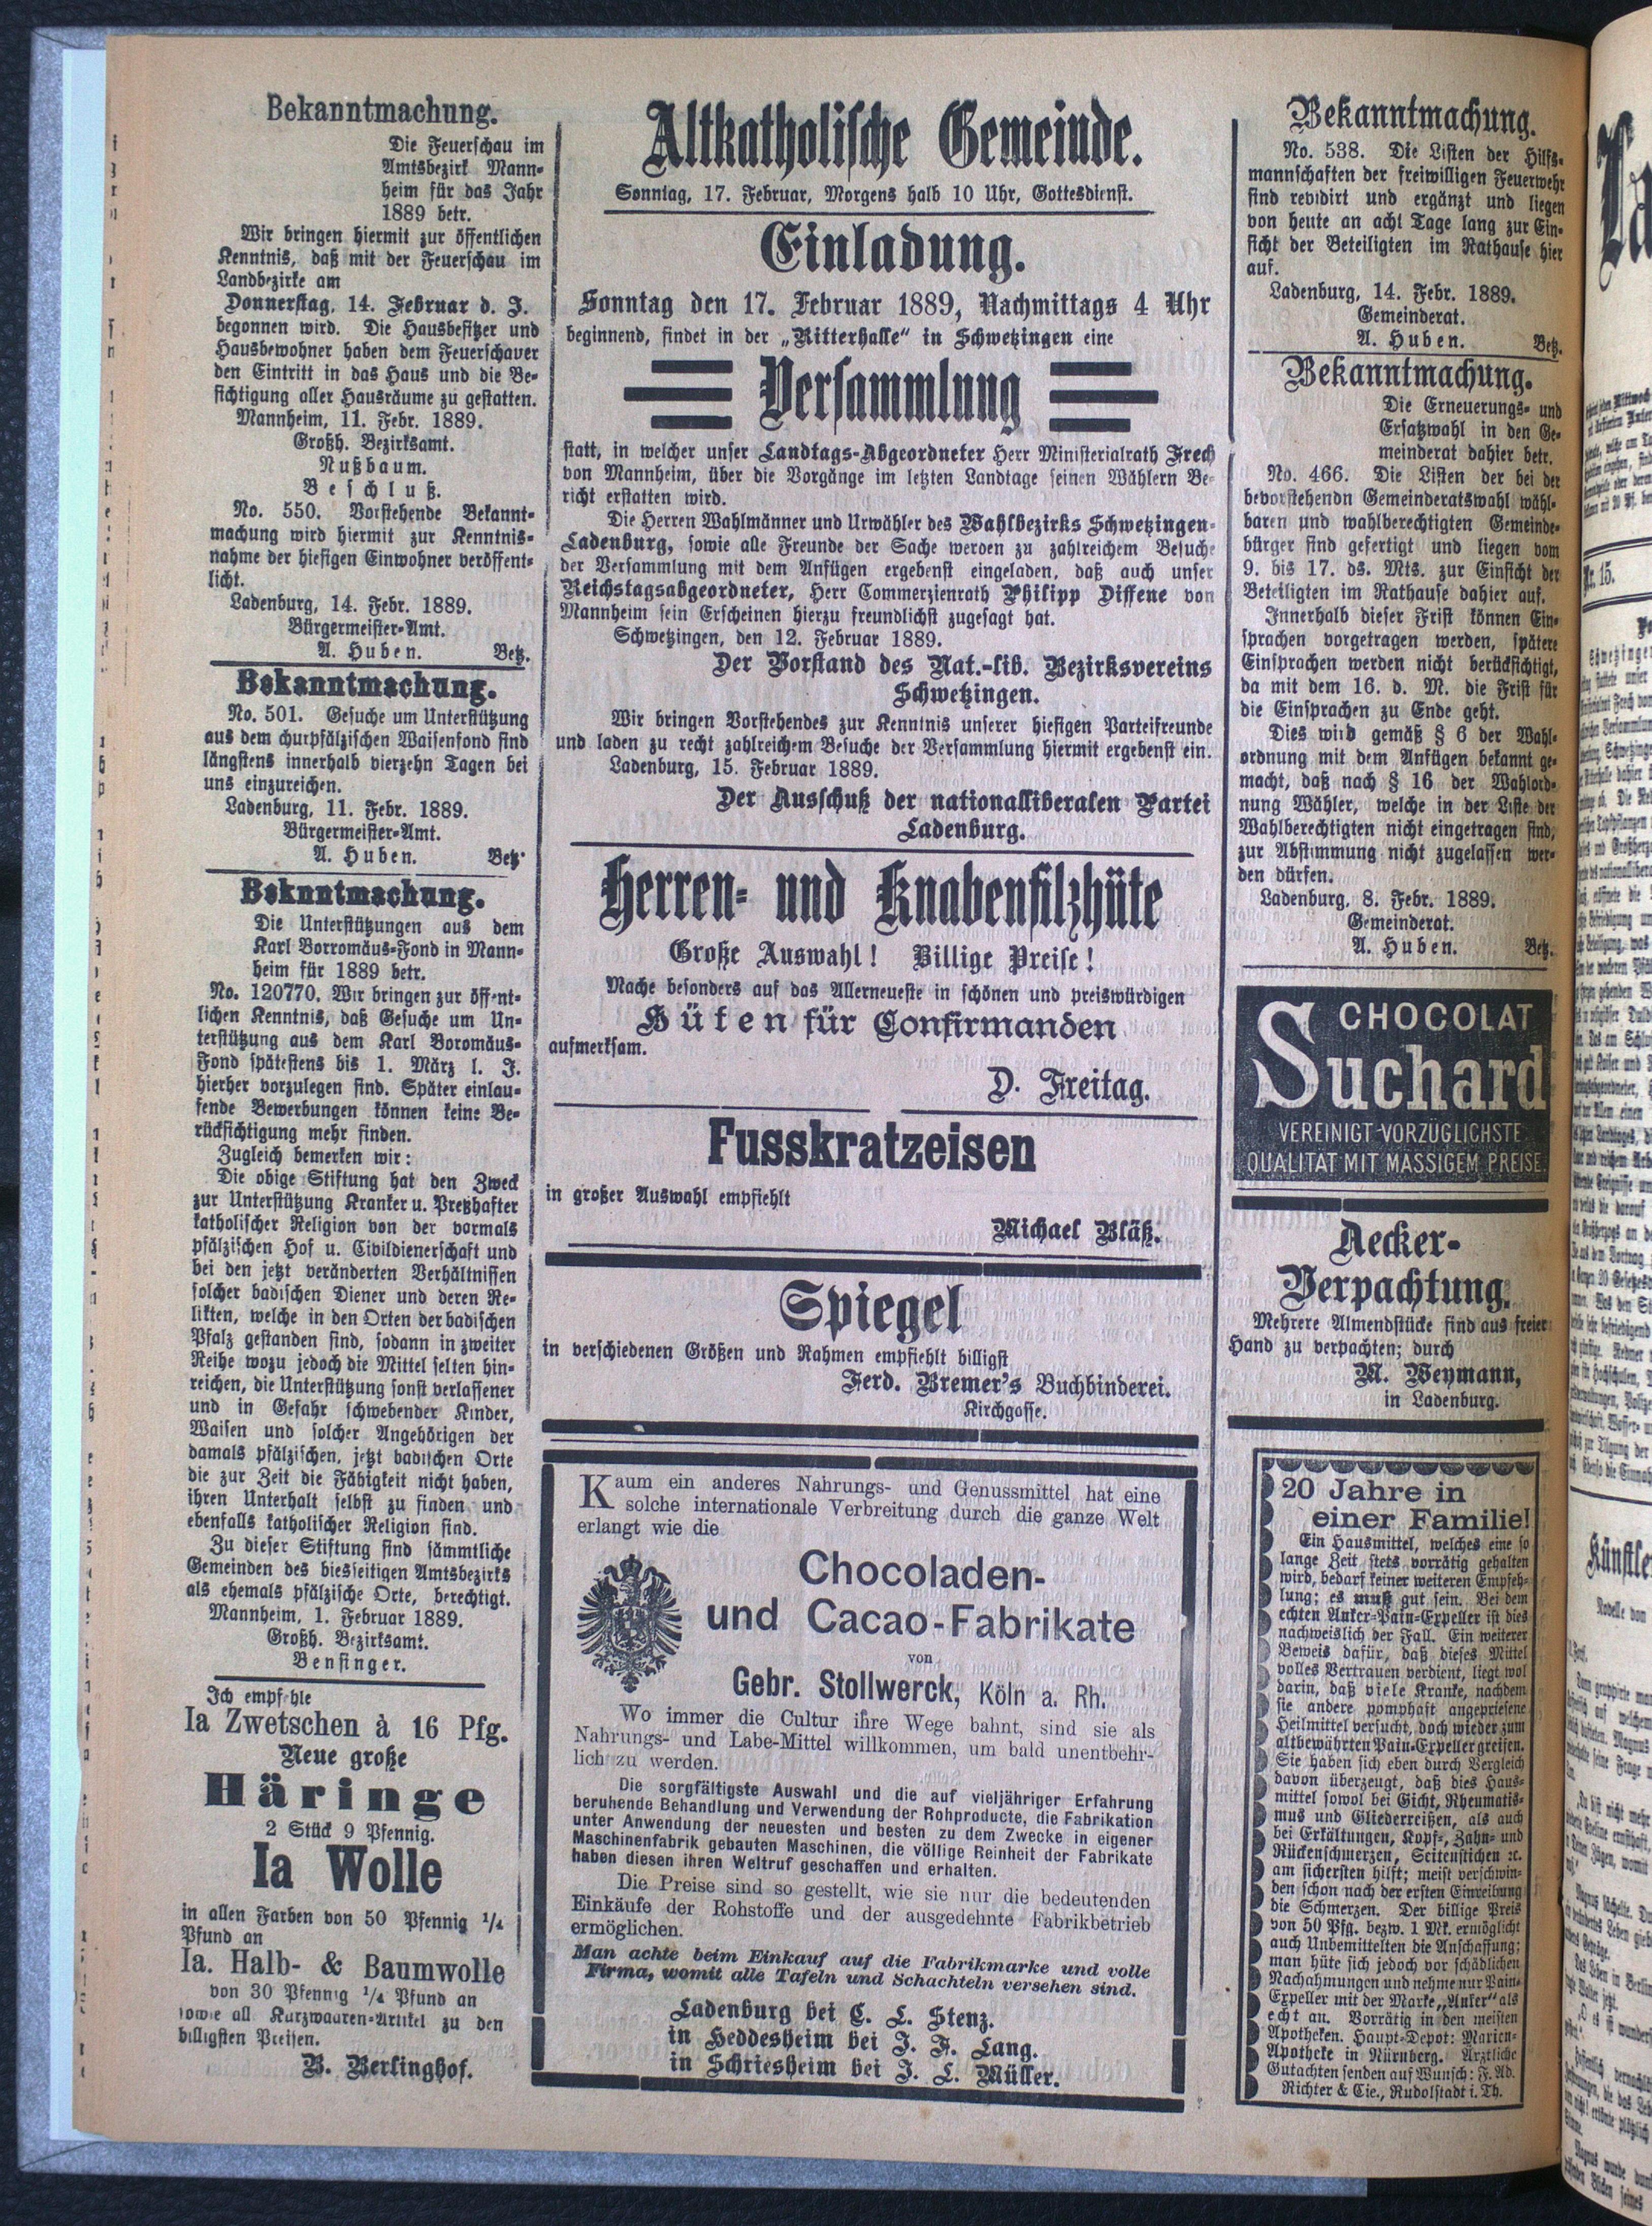 Bekanntmachung.
Die Feuerschau im
Amtsbezirk Mann-
heim für das Jahr
1889 betr.
Wir bringen hiermit zur öffentlichen
Kenntnis, daß mit der Feuerschau im
Landbezirke am
Donnerstag, 14. Februar d. J.
begonnen wird. Die Hausbesitzer und
Hausbewohner haben dem Feuerschauer
den Eintritt in das Haus und die Be-
sichtigung aller Hausräume zu gestatten.
Mannheim, 11. Febr. 1889.
Großh. Bezirksamt.
Nußbaum.
Beschluß.
No. 550. Vorstehende Bekannt-
machung wird hiermit zur Kenntnis-
nahme der hiesigen Einwohner veröffent-
licht.
Ladenburg, 14. Febr. 1889.
Bürgermeister-Amt.
A. Huben. Betz.
Bekanntmachung.
No. 501. Gesuche um Unterstützung
aus dem churpfälzischen Waisenfond sind
längstens innerhalb vierzehn Tagen bei
uns einzureichen.
Ladenburg, 11. Febr. 1889.
Bürgermeister-Amt.
A. Huben. Betz.
Beknntmachung.
Die Unterstützungen aus dem
Karl Borromäus-Fond in Mann-
heim für 1889 betr.
No. 120770. Wir bringen zur öffent-
lichen Kenntnis, daß Gesuche um Un-
terstützung aus dem Karl Boromäus-
Fond spätestens bis 1. März l. J.
hierher vorzulegen sind. Später einlau-
fende Bewerbungen können keine Be-
rücksichtigung mehr finden.
Zugleich bemerken wir:
Die obige Stiftung hat den Zweck
zur Unterstützung Kranker u. Preßhafter
katholischer Religion von der vormals
pfälzischen Hof u. Civildienerschaft und
bei den jetzt veränderten Verhältnissen
solcher badischen Diener und deren Re-
likten, welche in den Orten der badischen
Pfalz gestanden sind, sodann in zweiter
Reihe wozu jedoch die Mittel selten hin-
reichen, die Unterstützung sonst verlassener
und in Gefahr schwebender Kinder,
Waisen und solcher Angehörigen der
damals pfälzischen, jetzt badischen Orte
die zur Zeit die Fähigkeit nicht haben,
ihren Unterhalt selbst zu finden und
ebenfalls katholischer Religion sind.
Zu dieser Stiftung sind sämmtliche
Gemeinden des diesseitigen Amtsbezirks
als ehemals pfälzische Orte, berechtigt.
Mannheim, 1. Februar 1889.
Großh. Bezirksamt.
Bensinger.
Ich empfehle
Ia Zwetschen à 16 Pfg.
Neue große
Häringe
2 Stück 9 Pfennig.
Ia Wolle
in allen Farben von 50 Pfennig 1/4
Pfund an
Ia. Halb- & Baumwolle
von 30 Pfennig 1/4 Pfund an
sowie all. Kurzwaaren-Artikel zu den
billigsten Preisen.
B. Berlinghof.
Altkatholische Gemeinde.
Sonntag, 17. Februar, Morgens halb 10 Uhr, Gottesdienst.
Einladung.
Sonntag den 17. Februar 1889, Nachmittags 4 Uhr
beginnend, findet in der „Ritterhalle“ in Schwetzingen eine
Versammlung
statt, in welcher unser Landtags-Abgeordneter Herr Ministerialrath Frech
von Mannheim, über die Vorgänge im letzten Landtage seinen Wählern Be-
richt erstatten wird.
Die Herren Wahlmänner und Urwähler des Wahlbezirks Schwetzingen-
Ladenburg, sowie alle Freunde der Sache werden zu zahlreichem Besuche
der Versammlung mit dem Anfügen ergebenst eingeladen, daß auch unser
Reichstagsabgeordneter, Herr Commerzienrath Philipp Diffene von
Mannheim sein Erscheinen hierzu freundlichst zugesagt hat.
Schwetzingen, den 12. Februar 1889.
Der Vorstand des Nat.-lib. Bezirksvereins
Schwetzingen.
Wir bringen Vorstehendes zur Kenntnis unserer hiesigen Parteifreunde
und laden zu recht zahlreichem Besuche der Versammlung hiermit ergebenst ein.
Ladenburg, 15. Februar 1889.
Der Ausschuß der nationalliberalen Partei
Ladenburg.
Herren- und Knabenfilzhüte
Große Auswahl! Billige Preise!
Mache besonders auf das Allerneueste in schönen und preiswürdigen
Hüten für Confirmanden
aufmerksam.
D. Freitag.
Fusskratzeisen
in großer Auswahl empfiehlt
Michael Bläß.
Spiegel
in verschiedenen Größen und Rahmen empfiehlt billigst
Ferd. Bremer's Buchbinderei.
Kirchgasse.
Kaum ein anderes Nahrungs- und Genussmittel hat eine
solche internationale Verbreitung durch die ganze Welt
erlangt wie die
Chocoladen-
und Cacao-Fabrikate
von
Gebr. Stollwerck, Köln a. Rh.
Wo immer die Cultur ihre Wege bahnt, sind sie als
Nahrungs- und Labe-Mittel willkommen, um bald unentbehr-
lich zu werden.
Die sorgfältigste Auswahl und die auf vieljähriger Erfahrung
beruhende Behandlung und Verwendung der Rohproducte, die Fabrikation
unter Anwendung der neuesten und besten zu dem Zwecke in eigener
Maschinenfabrik gebauten Maschinen, die völlige Reinheit der Fabrikate
haben diesen ihren Weltruf geschaffen und erhalten.
Die Preise sind so gestellt, wie sie nur die bedeutenden
Einkäufe der Rohstoffe und der ausgedehnte Fabrikbetrieb
ermöglichen.
Man achte beim Einkauf auf die Fabrikmarke und volle
Firma, womit alle Tafeln und Schachteln versehen sind.
Ladenburg bei C. L. Stenz.
in Heddesheim bei J. F. Lang.
in Schriesheim bei J. L. Müller.
Bekanntmachung.
No. 538. Die Listen der Hilfs-
mannschaften der freiwilligen Feuerwehr
sind revidirt und ergänzt und liegen
von heute an acht Tage lang zur Ein-
sicht der Beteiligten im Rathause hier
auf.
Ladenburg, 14. Febr. 1889.
Gemeinderat.
A. Huben. Betz.
Bekanntmachung.
Die Erneuerungs- und
Ersatzwahl in den Ge-
meinderat dahier betr.
No. 466. Die Listen der bei der
bevorstehendn Gemeinderatswahl wähl-
baren und wahlberechtigten Gemeinde-
bürger sind gefertigt und liegen vom
9. bis 17. ds. Mts. zur Einsicht der
Beteiligten im Rathause dahier auf.
Innerhalb dieser Frist können Ein-
sprachen vorgetragen werden, spätere
Einsprachen werden nicht berücksichtigt,
da mit dem 16. d. M. die Frist für
die Einsprachen zu Ende geht.
Dies wird gemäß § 6 der Wahl-
ordnung mit dem Anfügen bekannt ge-
macht, daß nach § 16 der Wahlord-
nung Wähler, welche in der Liste der
Wahlberechtigten nicht eingetragen sind,
zur Abstimmung nicht zugelassen wer-
den dürfen.
Ladenburg, 8. Febr. 1889.
Gemeinderat.
A. Huben. Betz.
CHOCOLAT
Suchard
VEREINIGT VORZÜGLICHSTE
QUALITÄT MIT MÄSSIGEM PREISE.
Aecker-
Verpachtung.
Mehrere Almendstücke sind aus freier
Hand zu verpachten; durch
M. Weymann,
in Ladenburg.
20 Jahre in
einer Familie!
Ein Hausmittel, welches eine so
lange Zeit stets vorrätig gehalten
wird, bedarf keiner weiteren Empfeh-
lung; es muß gut sein. Bei dem
echten Anker-Pain-Expeller ist dies
nachweislich der Fall. Ein weiterer
Beweis dafür, daß dieses Mittel
volles Vertrauen verdient, liegt wol
darin, daß viele Kranke, nachdem
sie andere pomphaft angepriesene
Heilmittel versucht, doch wieder zum
altbewährten Pain-Expeller greifen.
Sie haben sich eben durch Vergleich
davon überzeugt, daß dies Haus-
mittel sowol bei Gicht, Rheumatis-
mus und Gliederreißen, als auch
bei Erkältungen, Kopf-, Zahn- und
Rückenschmerzen, Seitenstichen ꝛc.
am sichersten hilft; meist verschwin-
den schon nach der ersten Einreibung
die Schmerzen. Der billige Preis
von 50 Pfg. bezw. 1 Mk. ermöglicht
auch Unbemittelten die Anschaffung;
man hüte sich jedoch vor schädlichen
Nachahmungen und nehme nur Pain-
Expeller mit der Marke „Anker“ als
echt an. Vorrätig in den meisten
Apotheken. Haupt-Depot: Marien-
Apotheke in Nürnberg. Ärztliche
Gutachten senden auf Wunsch: F. Ad.
Richter & Cie., Rudolstadt i. Th.
Nr. 15.